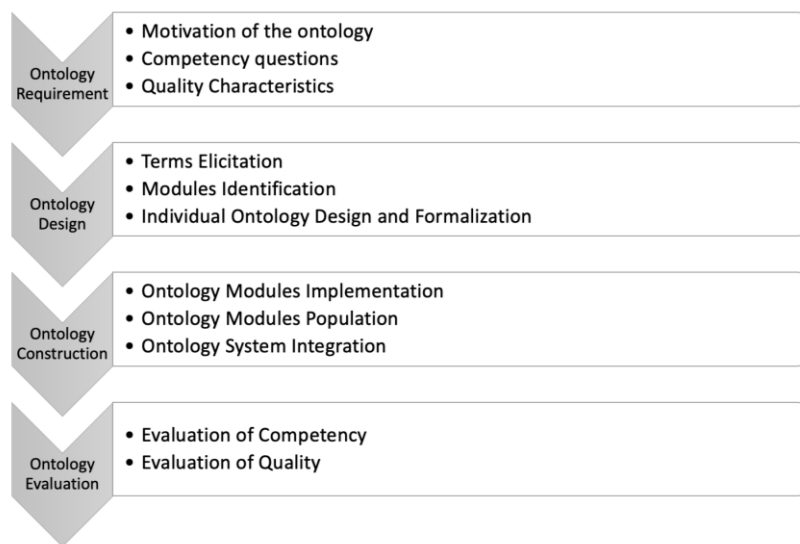 Ontology
Requirement
• Motivation of the ontology
• Competency questions
• Quality Characteristics
Ontology
Design
• Terms Elicitation
• Modules Identification
• Individual Ontology Design and Formalization
Ontology
Construction
• Ontology Modules Implementation
• Ontology Modules Population
• Ontology System Integration
Ontology
Evaluation
• Evaluation of Competency
• Evaluation of Quality